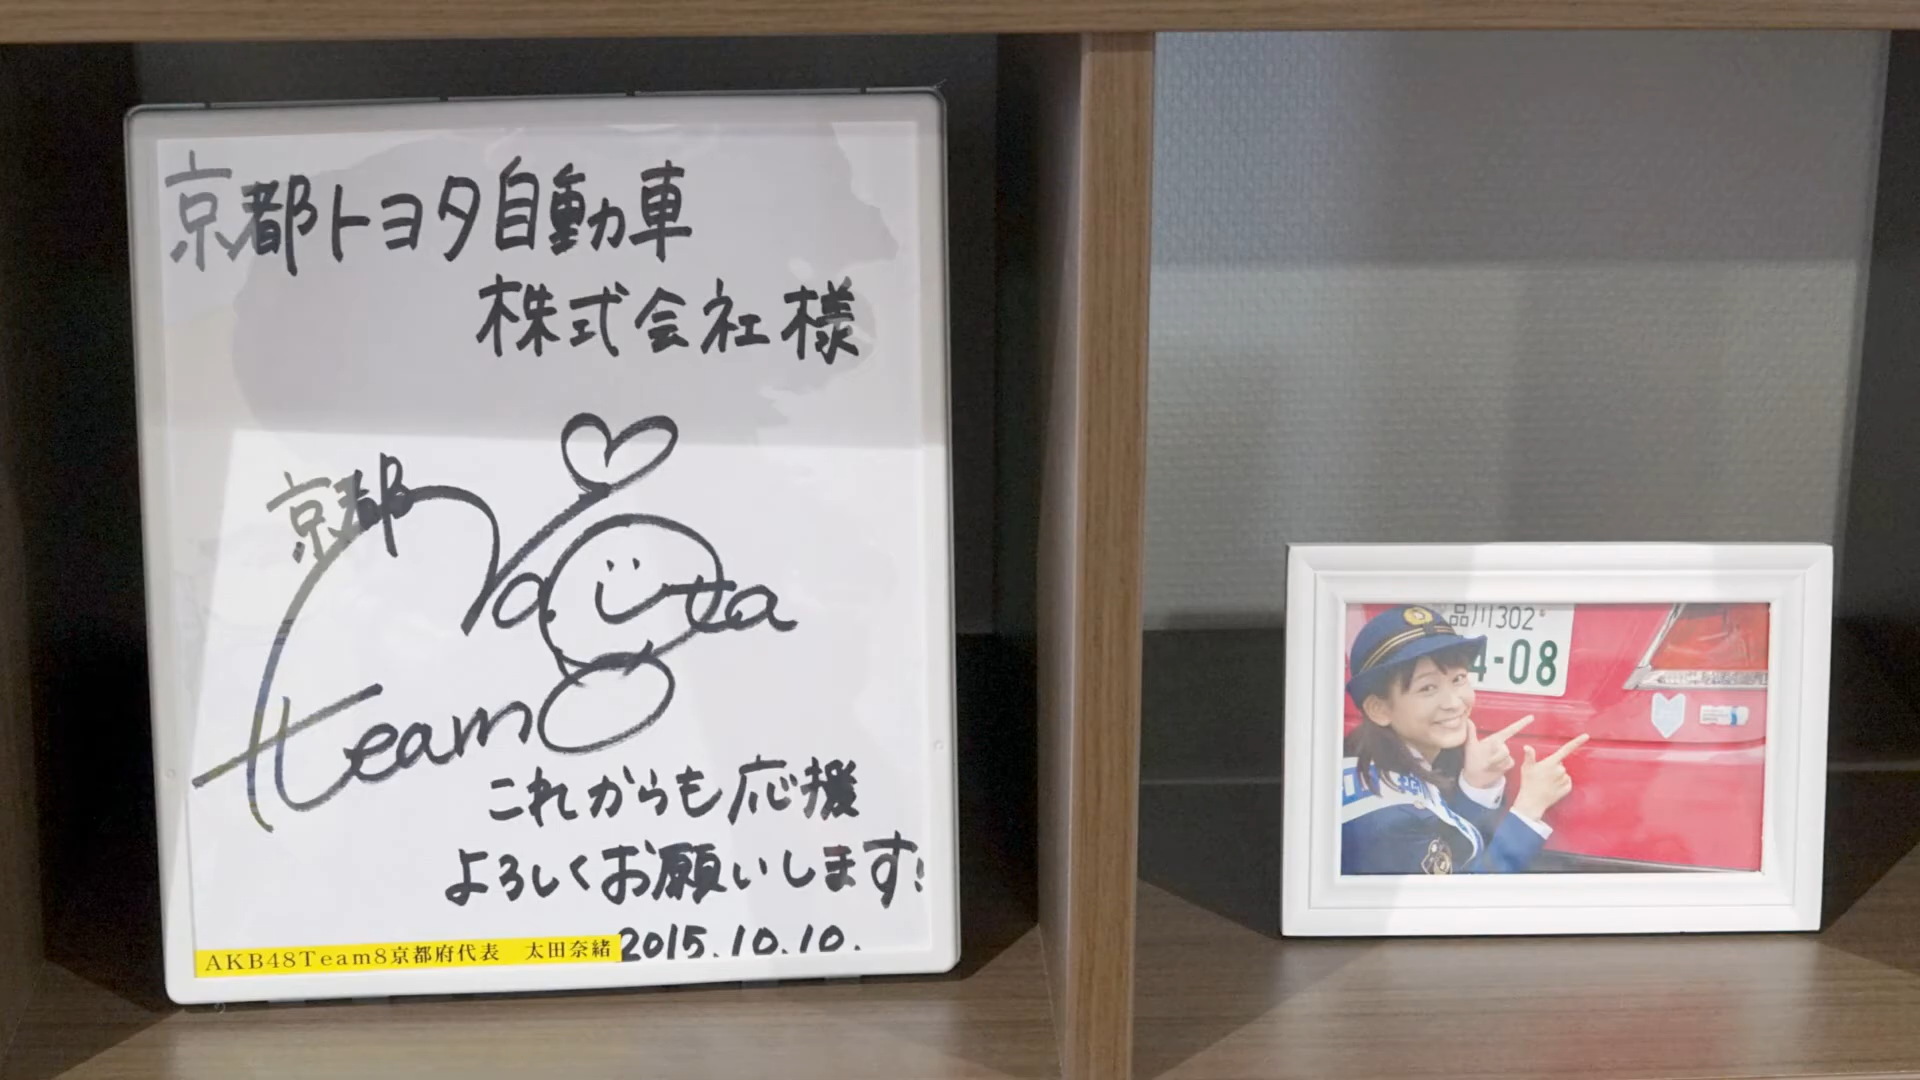 京都トヨタ自動車
株式会社様
京都
Naota
team8
これからも応援
よろしくお願いします!
AKB48Team8京都府代表 太田奈緒
2015.10.10.
品川302
4-08